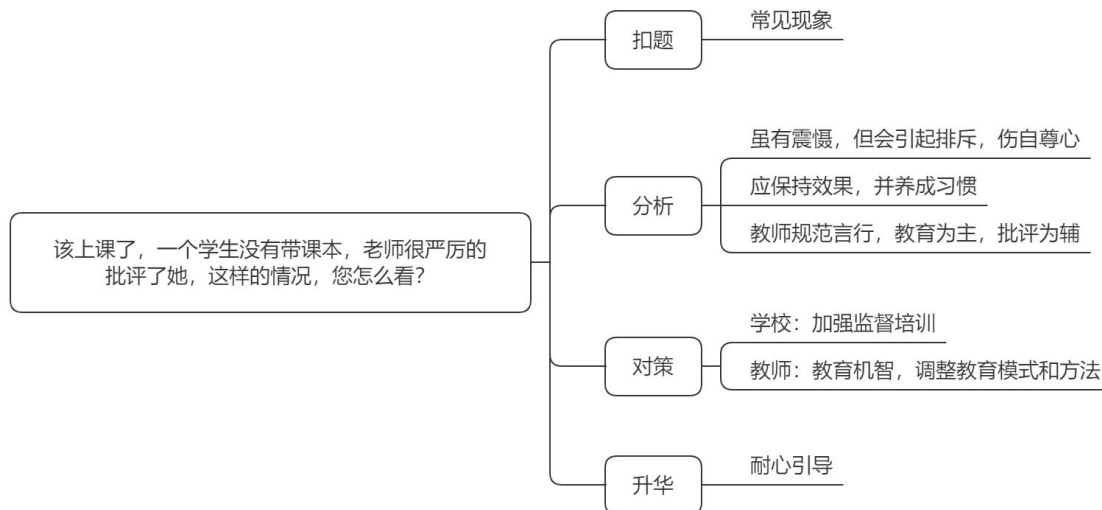 该上课了，一个学生没有带课本，老师很严厉的
批评了她，这样的情况，您怎么看？
扣题
常见现象
分析
虽有震慑，但会引起排斥，伤自尊心
应保持效果，并养成习惯
教师规范言行，教育为主，批评为辅
对策
学校：加强监督培训
教师：教育机智，调整教育模式和方法
升华
耐心引导